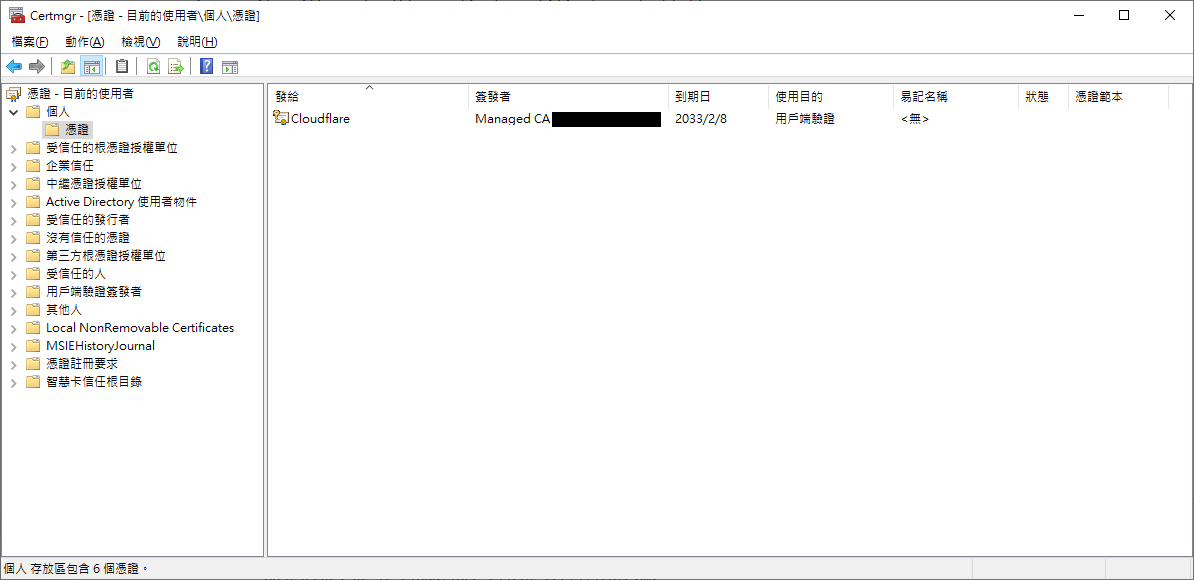 Certmgr - [憑證 - 目前的使用者\個人\憑證]
檔案(F) 動作(A) 檢視(V) 說明(H)
憑證 - 目前的使用者
個人
憑證
受信任的根憑證授權單位
企業信任
中繼憑證授權單位
Active Directory 使用者物件
受信任的發行者
沒有信任的憑證
第三方根憑證授權單位
受信任的人
用戶端驗證簽發者
其他人
Local NonRemovable Certificates
MSIEHistoryJournal
憑證註冊要求
智慧卡信任根目錄
發給 簽發者 到期日 使用目的 易記名稱 狀態 憑證範本
Cloudflare Managed CA 2033/2/8 用戶端驗證 <無>
個人 存放區包含 6 個憑證。